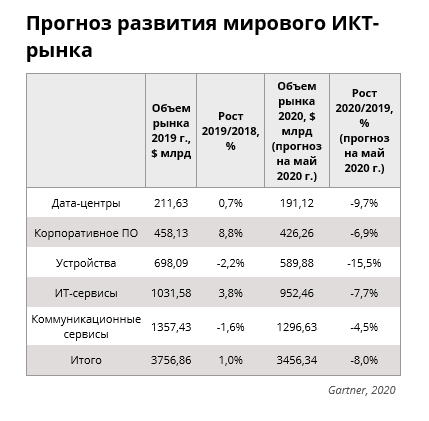 Прогноз развития мирового ИКТ-
рынка
Объем рынка 2019 г., $ млрд
Рост 2019/2018, %
Объем рынка 2020, $ млрд (прогноз на май 2020 г.)
Рост 2020/2019, % (прогноз на май 2020 г.)
Дата-центры 211,63 0,7% 191,12 -9,7%
Корпоративное ПО 458,13 8,8% 426,26 -6,9%
Устройства 698,09 -2,2% 589,88 -15,5%
ИТ-сервисы 1031,58 3,8% 952,46 -7,7%
Коммуникационные сервисы 1357,43 -1,6% 1296,63 -4,5%
Итого 3756,86 1,0% 3456,34 -8,0%
Gartner, 2020